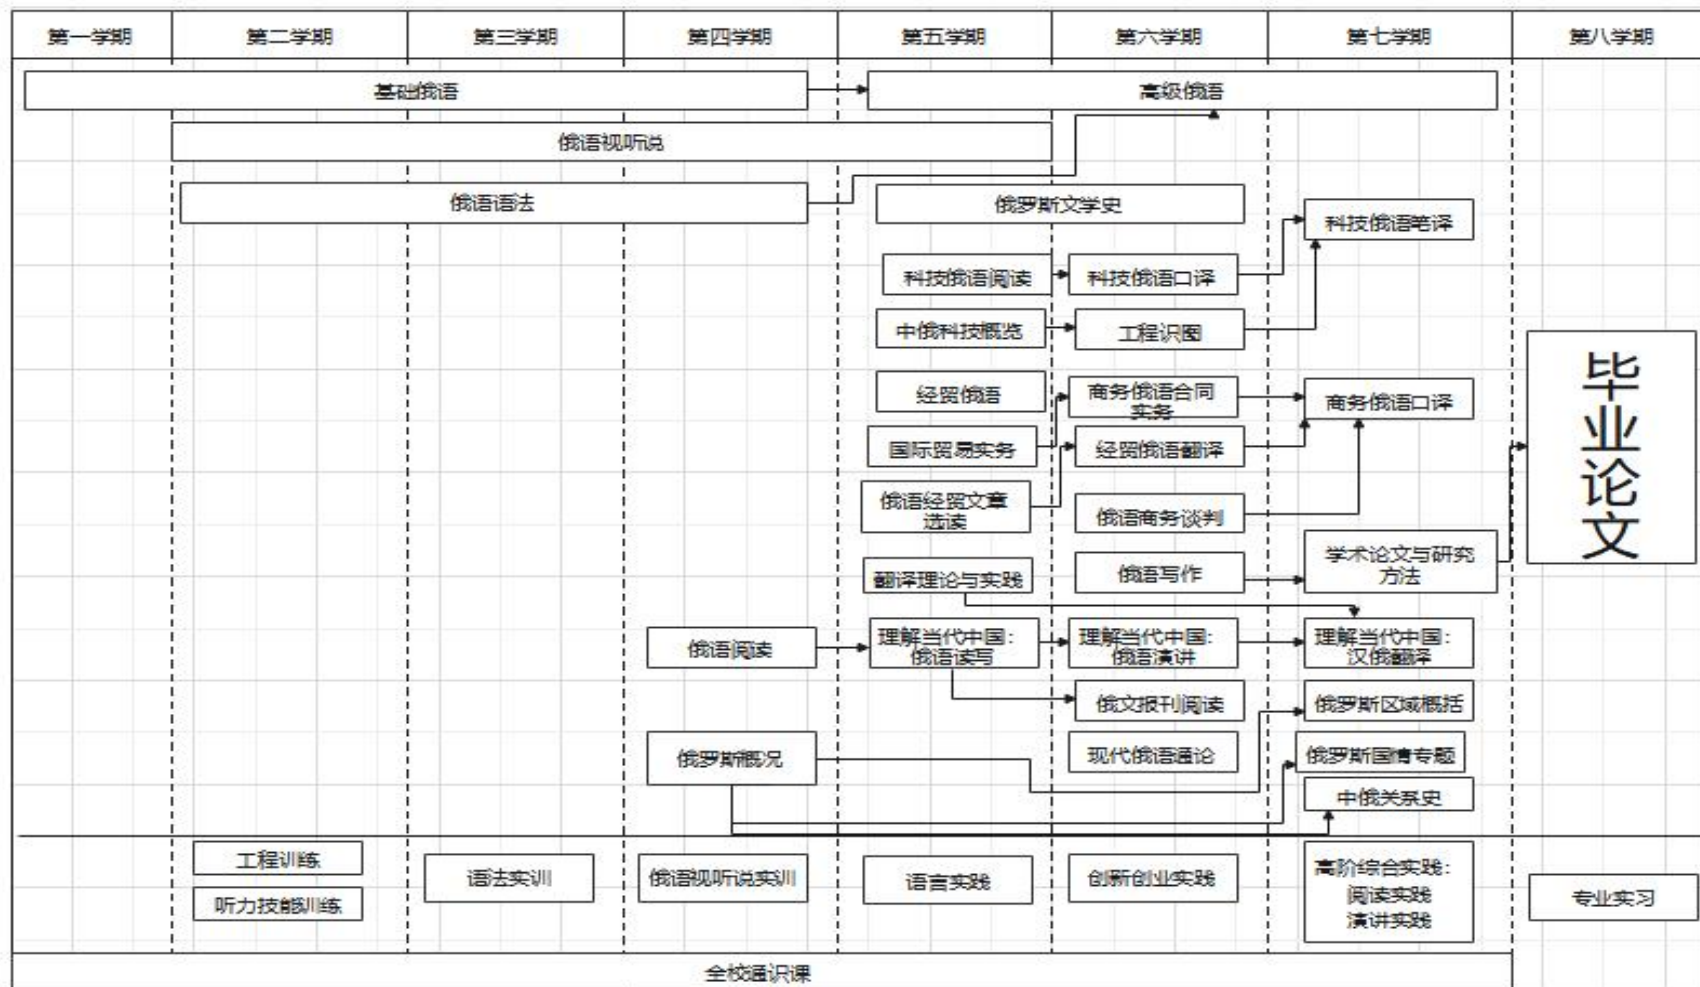 第一学期
第二学期
第三学期
第四学期
第五学期
第六学期
第七学期
第八学期
基础俄语
高级俄语
俄语视听说
俄语语法
俄罗斯文学史
科技俄语笔译
科技俄语阅读
科技俄语口译
中俄科技概览
工程识图
经贸俄语
商务俄语合同
实务
商务俄语口译
国际贸易实务
经贸俄语翻译
俄语经贸文章
选读
俄语商务谈判
毕业论文
翻译理论与实践
俄语写作
学术论文与研究
方法
俄语阅读
理解当代中国：
俄语读写
理解当代中国：
俄语演讲
理解当代中国：
汉俄翻译
俄文报刊阅读
俄罗斯区域概括
俄罗斯概况
现代俄语通论
俄罗斯国情专题
中俄关系史
工程训练
听力技能训练
语法实训
俄语视听说实训
语言实践
创新创业实践
高阶综合实践：
阅读实践
演讲实践
专业实习
全校通识课